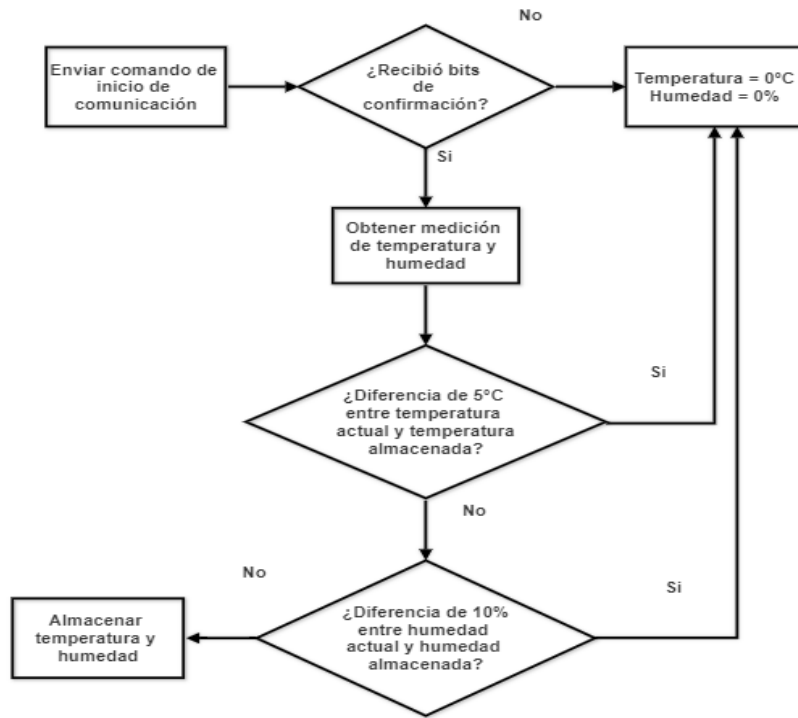 No
Enviar comando de
inicio de
comunicación
¿Recibió bits
de
confirmación?
Temperatura = 0°C
Humedad = 0%
Si
Obtener medición
de temperatura y
humedad
¿Diferencia de 5°C
entre temperatura
actual y temperatura
almacenada?
Si
No
¿Diferencia de 10%
entre humedad
actual y humedad
almacenada?
No
Si
Almacenar
temperatura y
humedad